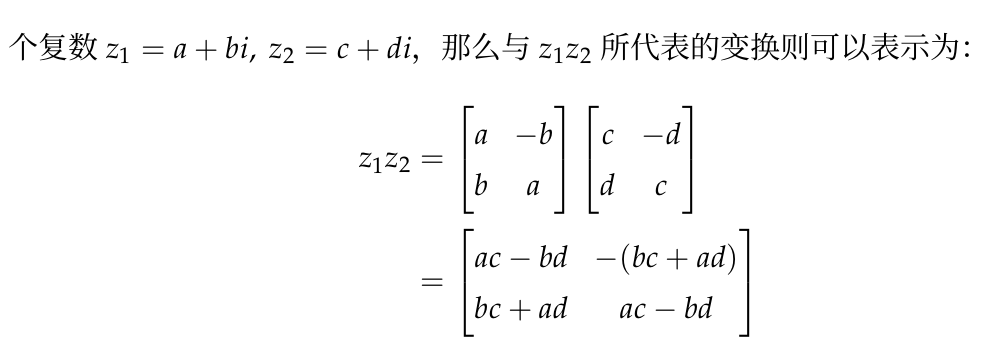 个复数 z₁ = a + bi, z₂ = c + di，那么与 z₁z₂ 所代表的变换则可以表示为：
z₁z₂ = [a −b; b a] [c −d; d c]
= [ac − bd −(bc + ad); bc + ad ac − bd]